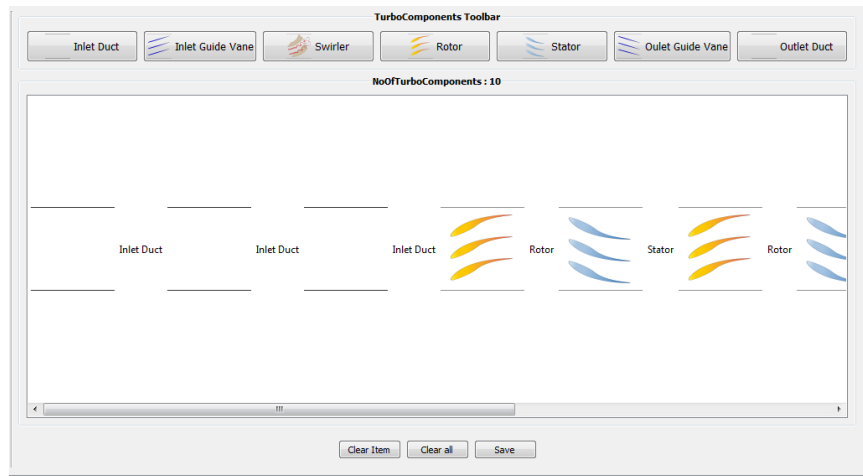 TurboComponents Toolbar
Inlet Duct Inlet Guide Vane Swirler Rotor Stator Oulet Guide Vane Outlet Duct
NoOfTurboComponents : 10
Inlet Duct Inlet Duct Inlet Duct Rotor Stator Rotor
Clear Item Clear all Save